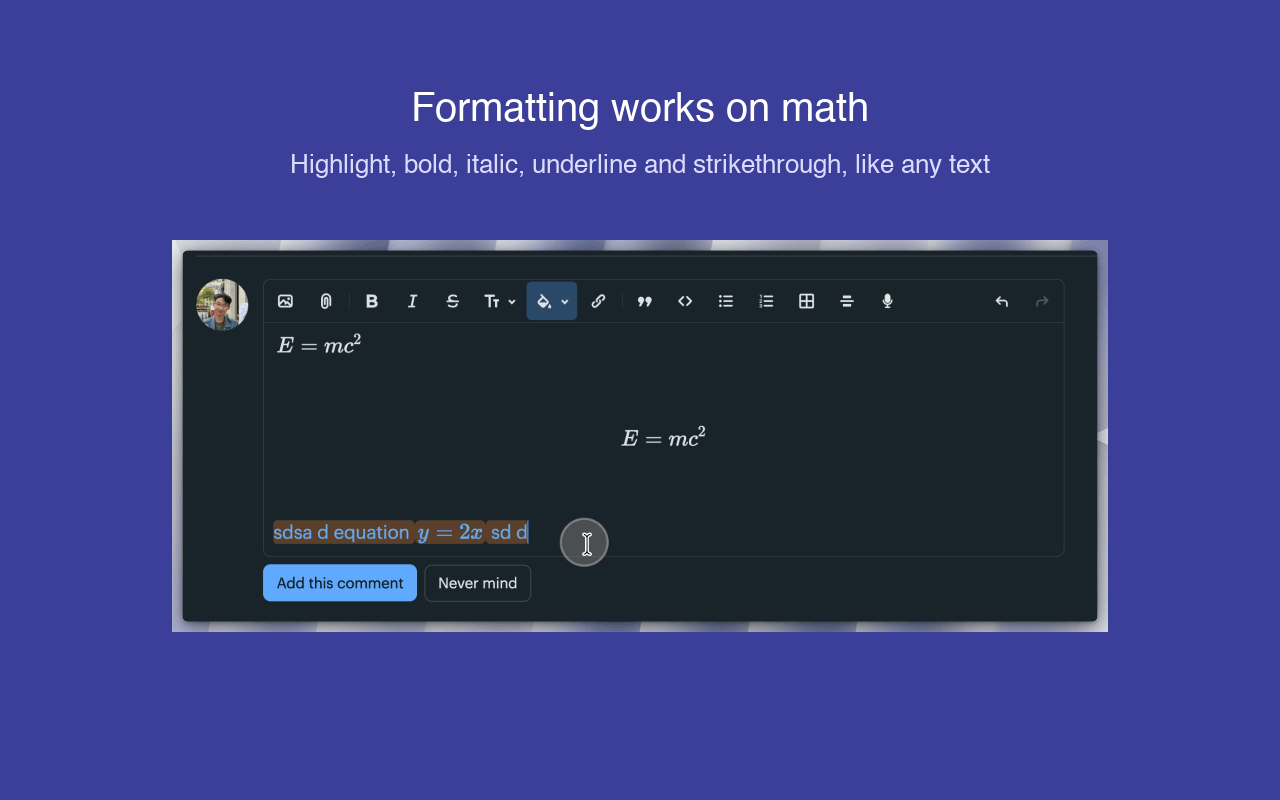 Formatting works on math
Highlight, bold, italic, underline and strikethrough, like any text
B I S Tт
E = mc²
E = mc²
sdsa d equation y = 2x sd d
Add this comment
Never mind